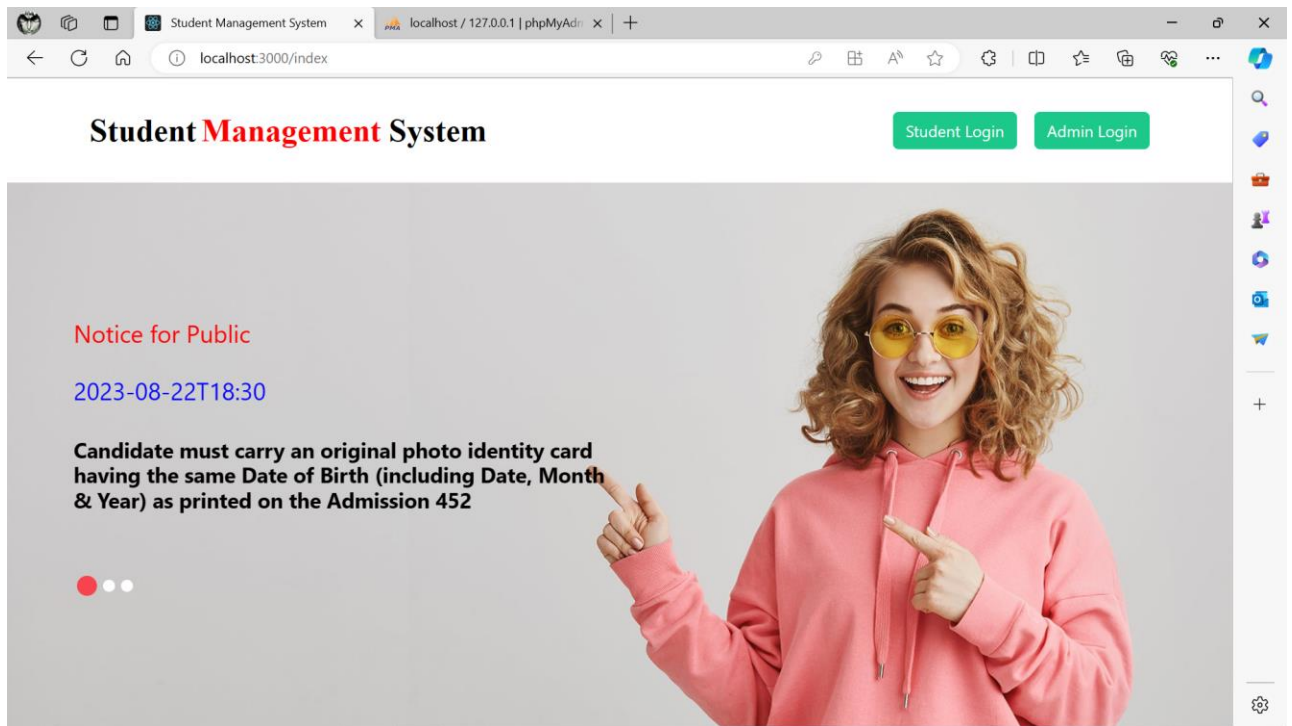 Student Management System
localhost / 127.0.0.1 | phpMyAdn
localhost:3000/index
Student Management System
Student Login
Admin Login
Notice for Public
2023-08-22T18:30
Candidate must carry an original photo identity card
having the same Date of Birth (including Date, Month
& Year) as printed on the Admission 452